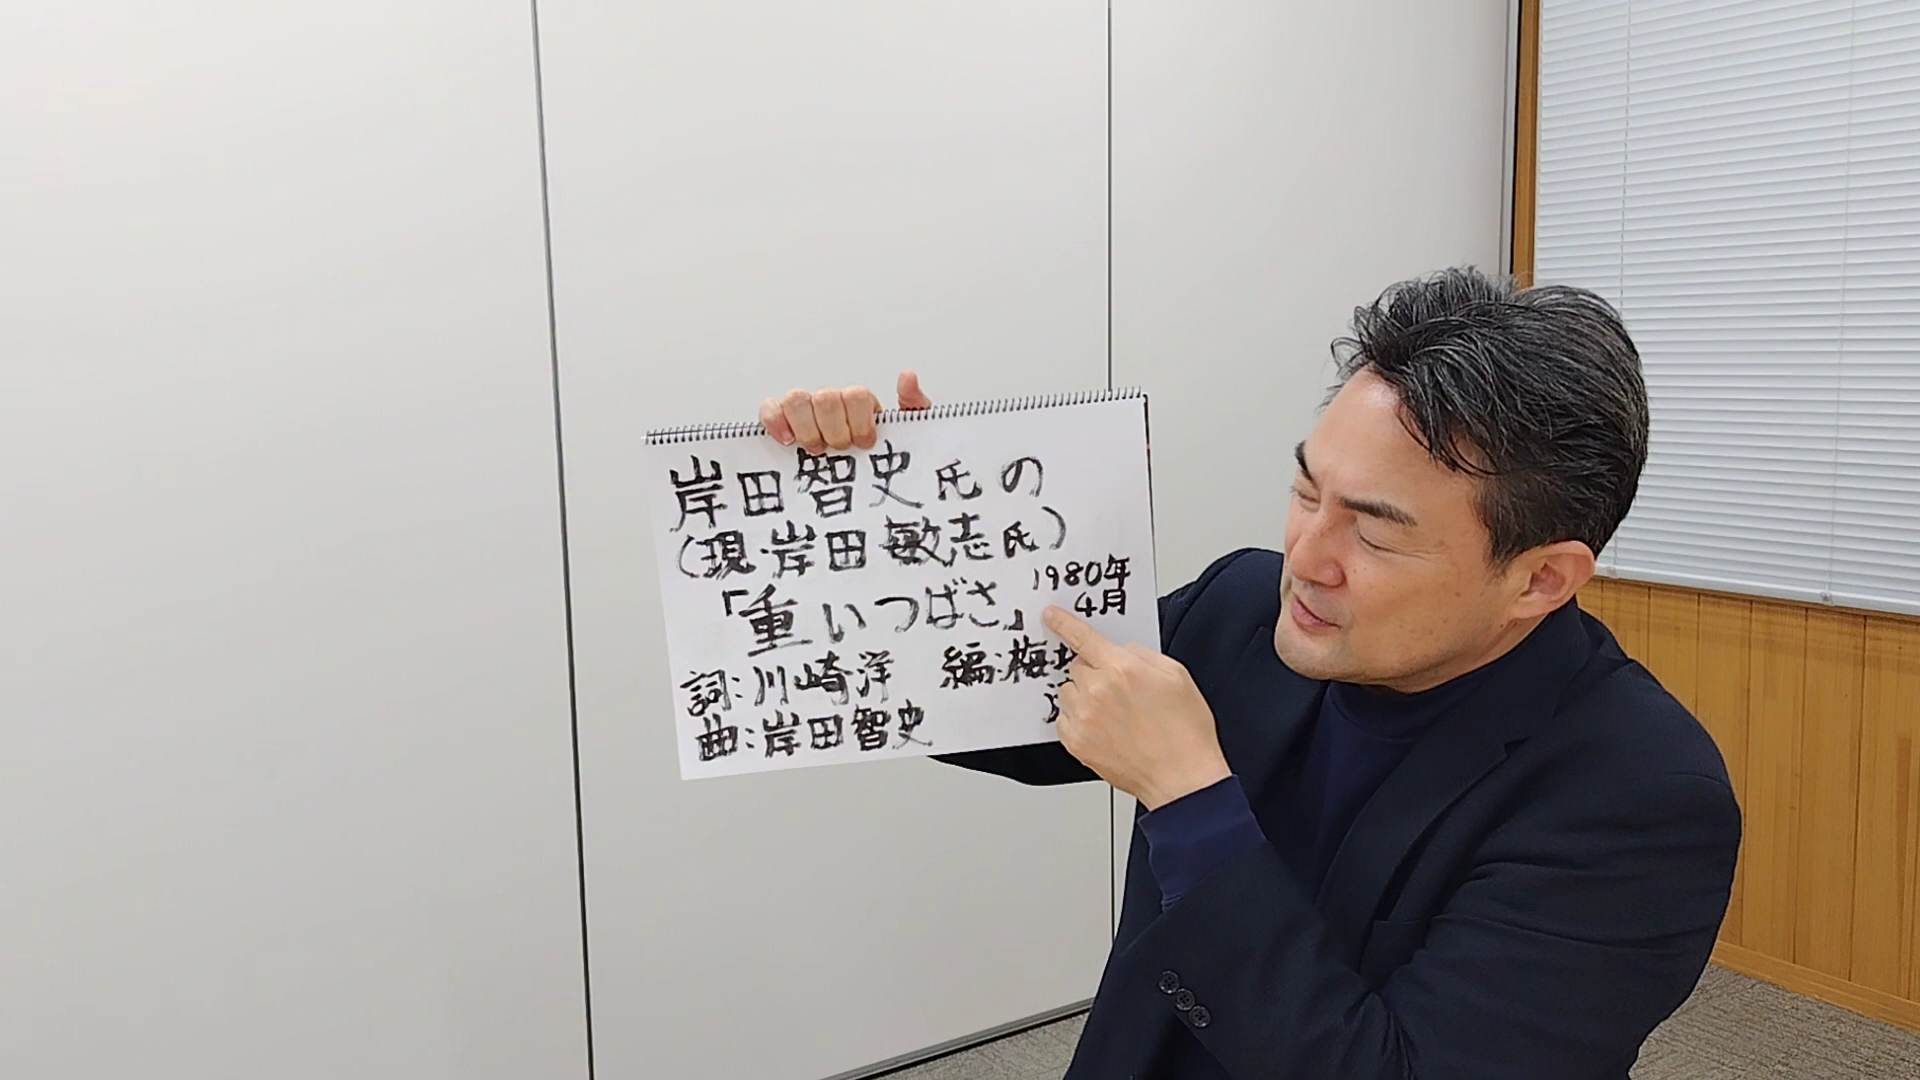 岸田智史氏の
(現・岸田敏志氏)
「重いつばさ」 1980年
4月
詞:川崎洋 編:梅
曲:岸田智史